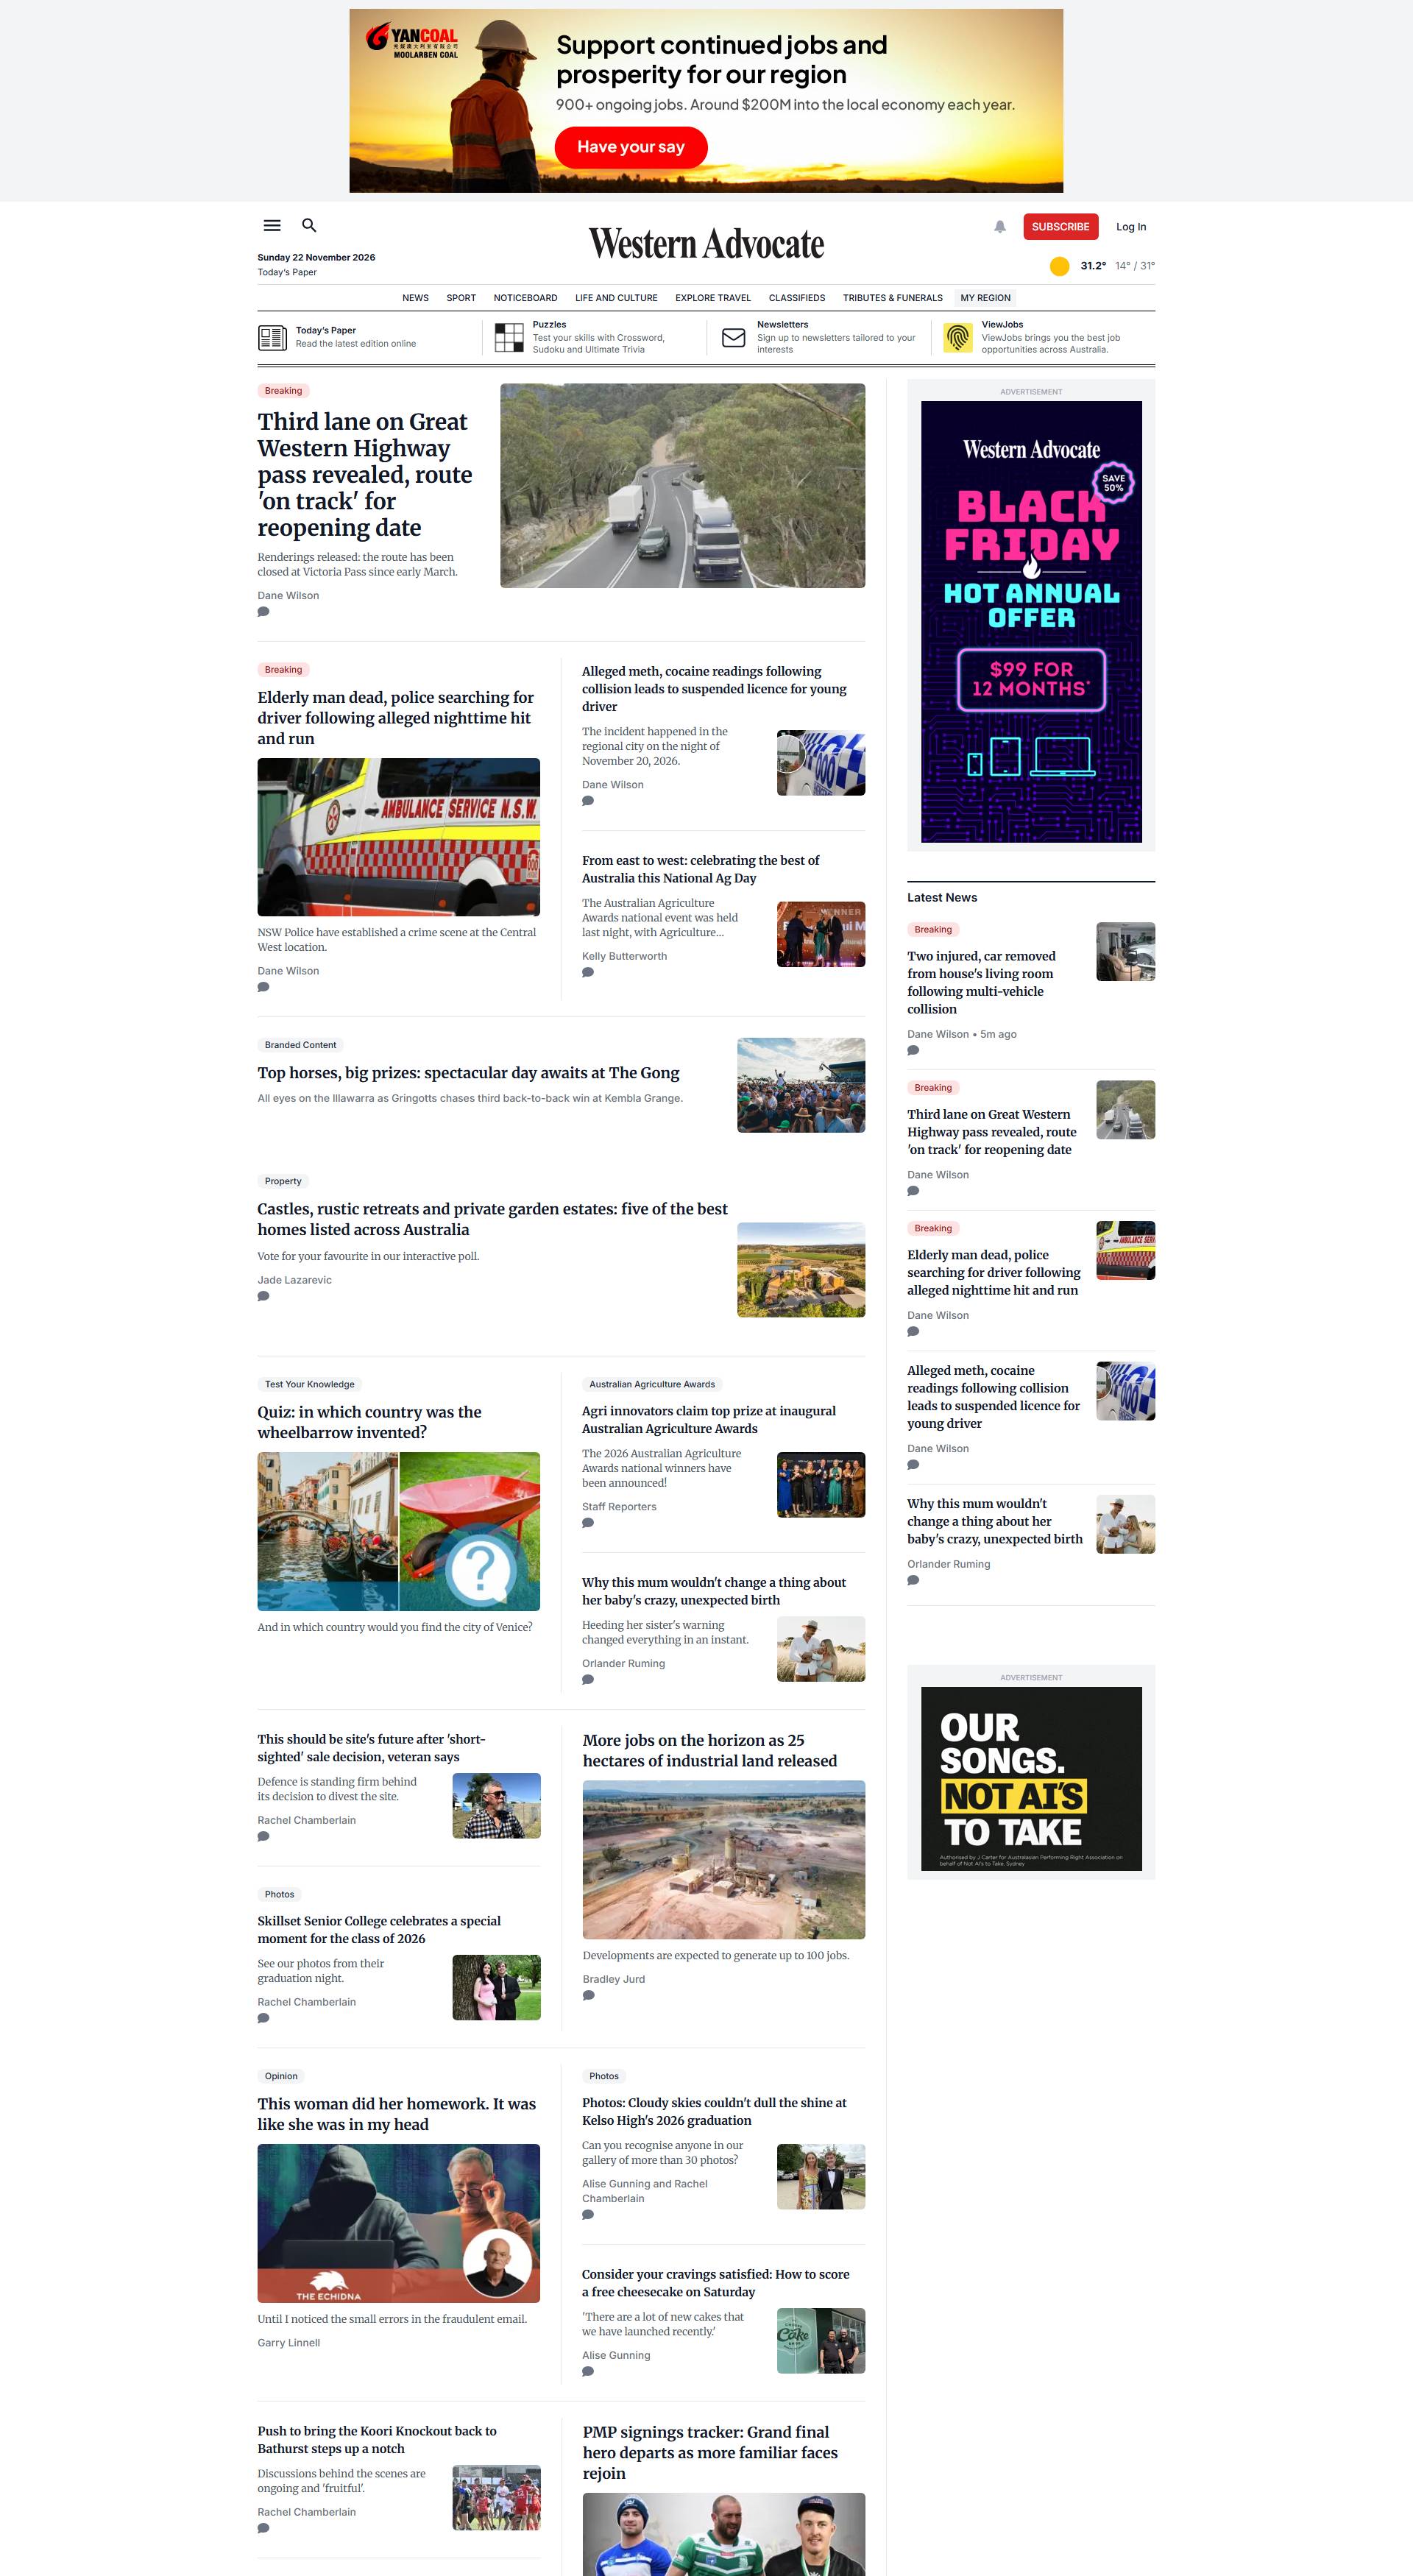 YANCOAL
MOOLARBEN COAL
Support continued jobs and
prosperity for our region
900+ ongoing jobs. Around $200M into the local economy each year.
Have your say
Western Advocate
SUBSCRIBE
Log In
Sunday 22 November 2026
Today's Paper
31.2° 14° / 31°
NEWS SPORT NOTICEBOARD LIFE AND CULTURE EXPLORE TRAVEL CLASSIFIEDS TRIBUTES & FUNERALS MY REGION
Today's Paper
Read the latest edition online
Puzzles
Test your skills with Crossword,
Sudoku and Ultimate Trivia
Newsletters
Sign up to newsletters tailored to your
interests
ViewJobs
ViewJobs brings you the best job
opportunities across Australia.
Breaking
Third lane on Great
Western Highway
pass revealed, route
'on track' for
reopening date
Renderings released: the route has been
closed at Victoria Pass since early March.
Dane Wilson
Breaking
Elderly man dead, police searching for
driver following alleged nighttime hit
and run
AMBULANCE SERVICE N.S.W.
000
NSW Police have established a crime scene at the Central
West location.
Dane Wilson
Alleged meth, cocaine readings following
collision leads to suspended licence for young
driver
The incident happened in the
regional city on the night of
November 20, 2026.
Dane Wilson
000
From east to west: celebrating the best of
Australia this National Ag Day
The Australian Agriculture
Awards national event was held
last night, with Agriculture...
Kelly Butterworth
Branded Content
Top horses, big prizes: spectacular day awaits at The Gong
All eyes on the Illawarra as Gringotts chases third back-to-back win at Kembla Grange.
Property
Castles, rustic retreats and private garden estates: five of the best
homes listed across Australia
Vote for your favourite in our interactive poll.
Jade Lazarevic
Test Your Knowledge
Quiz: in which country was the
wheelbarrow invented?
?
And in which country would you find the city of Venice?
Australian Agriculture Awards
Agri innovators claim top prize at inaugural
Australian Agriculture Awards
The 2026 Australian Agriculture
Awards national winners have
been announced!
Staff Reporters
Why this mum wouldn't change a thing about
her baby's crazy, unexpected birth
Heeding her sister's warning
changed everything in an instant.
Orlander Ruming
This should be site's future after 'short-
sighted' sale decision, veteran says
Defence is standing firm behind
its decision to divest the site.
Rachel Chamberlain
Photos
Skillset Senior College celebrates a special
moment for the class of 2026
See our photos from their
graduation night.
Rachel Chamberlain
More jobs on the horizon as 25
hectares of industrial land released
Developments are expected to generate up to 100 jobs.
Bradley Jurd
Opinion
This woman did her homework. It was
like she was in my head
THE ECHIDNA
Until I noticed the small errors in the fraudulent email.
Garry Linnell
Photos
Photos: Cloudy skies couldn't dull the shine at
Kelso High's 2026 graduation
Can you recognise anyone in our
gallery of more than 30 photos?
Alise Gunning and Rachel
Chamberlain
Consider your cravings satisfied: How to score
a free cheesecake on Saturday
'There are a lot of new cakes that
we have launched recently.'
Alise Gunning
Cake
Push to bring the Koori Knockout back to
Bathurst steps up a notch
Discussions behind the scenes are
ongoing and 'fruitful'.
Rachel Chamberlain
PMP signings tracker: Grand final
hero departs as more familiar faces
rejoin
ADVERTISEMENT
Western Advocate
SAVE
50%
BLACK
FRIDAY
HOT ANNUAL
OFFER
$99 FOR
12 MONTHS*
Latest News
Breaking
Two injured, car removed
from house's living room
following multi-vehicle
collision
Dane Wilson • 5m ago
Breaking
Third lane on Great Western
Highway pass revealed, route
'on track' for reopening date
Dane Wilson
Breaking
Elderly man dead, police
searching for driver following
alleged nighttime hit and run
Dane Wilson
Alleged meth, cocaine
readings following collision
leads to suspended licence for
young driver
Dane Wilson
Why this mum wouldn't
change a thing about her
baby's crazy, unexpected birth
Orlander Ruming
ADVERTISEMENT
OUR
SONGS.
NOT AI'S
TO TAKE
Authorised by J Carter for Australasian Performing Right Association on
behalf of Not Ai's to Take, Sydney